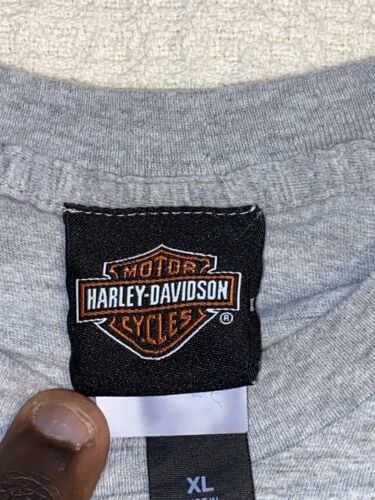 MOTOR
HARLEY-DAVIDSON
CYCLES
®
XL